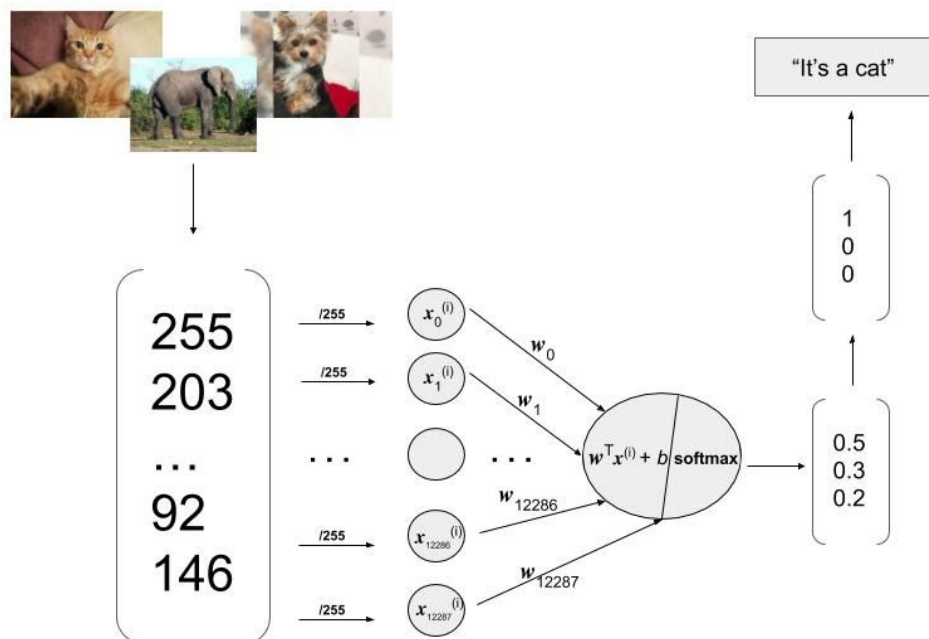 “It's a cat”
1
0
0
255
203
...
92
146
/255
/255
...
/255
/255
x₀⁽ⁱ⁾
x₁⁽ⁱ⁾
x₁₂₂₈₆⁽ⁱ⁾
x₁₂₂₈₇⁽ⁱ⁾
w₀
w₁
...
w₁₂₂₈₆
w₁₂₂₈₇
wᵀx⁽ⁱ⁾ + b softmax
0.5
0.3
0.2